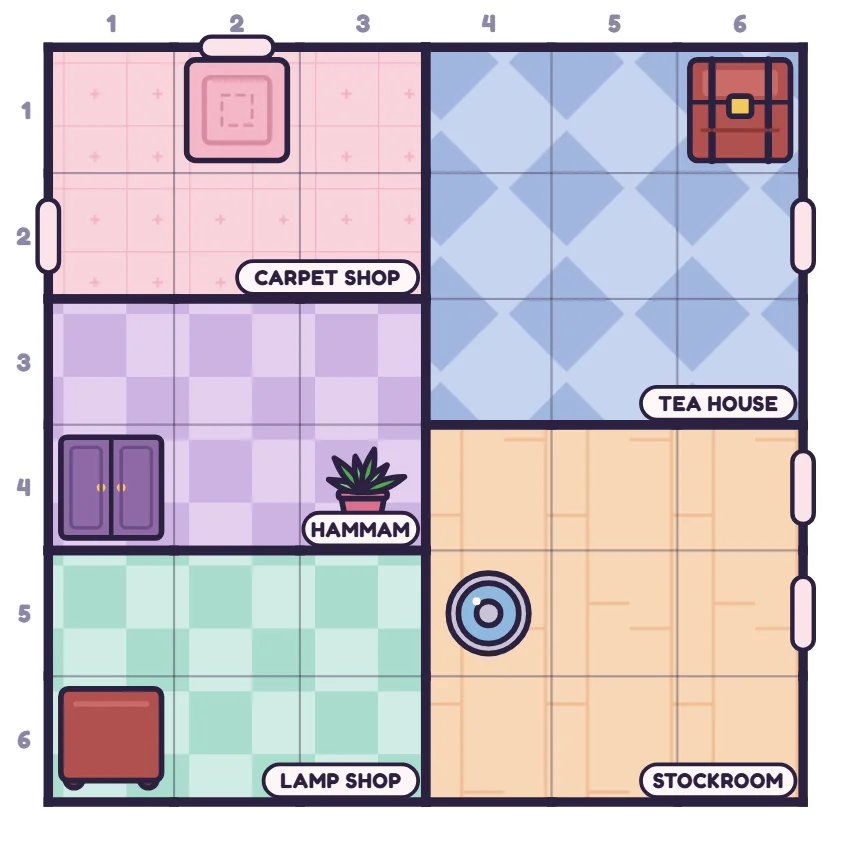 1 2 3 4 5 6
1
2
CARPET SHOP
3
TEA HOUSE
4
HAMMAM
5
6
LAMP SHOP
STOCKROOM